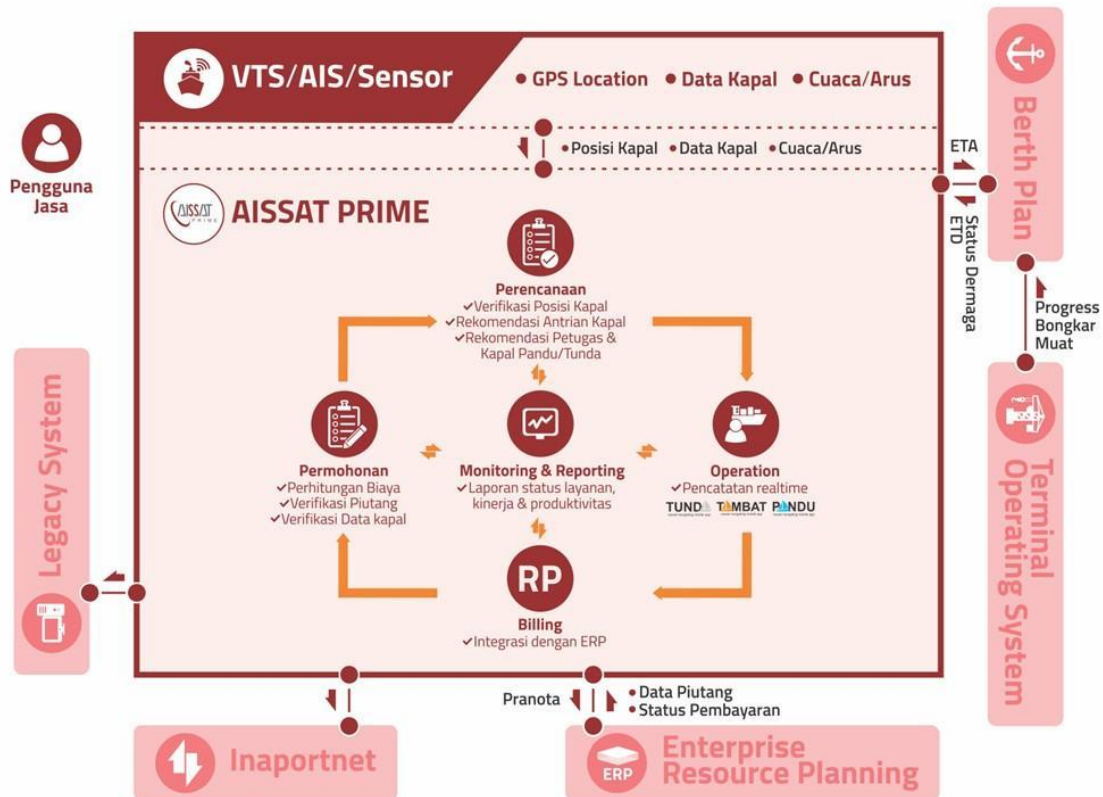 VTS/AIS/Sensor
GPS Location
Data Kapal
Cuaca/Arus
Posisi Kapal
Data Kapal
Cuaca/Arus
Pengguna
Jasa
AISSAT
PRIME
AISSAT PRIME
Perencanaan
Verifikasi Posisi Kapal
Rekomendasi Antrian Kapal
Rekomendasi Petugas &
Kapal Pandu/Tunda
Permohonan
Perhitungan Biaya
Verifikasi Piutang
Verifikasi Data kapal
Monitoring & Reporting
Laporan status layanan,
kinerja & produktivitas
Operation
Pencatatan realtime
TUNDA
TAMBAT
PANDU
RP
Billing
Integrasi dengan ERP
ETA
Status Dermaga
ETD
Berth Plan
Progress
Bongkar
Muat
Terminal
Operating System
Legacy System
Pranota
Data Piutang
Status Pembayaran
Inaportnet
ERP
Enterprise
Resource Planning